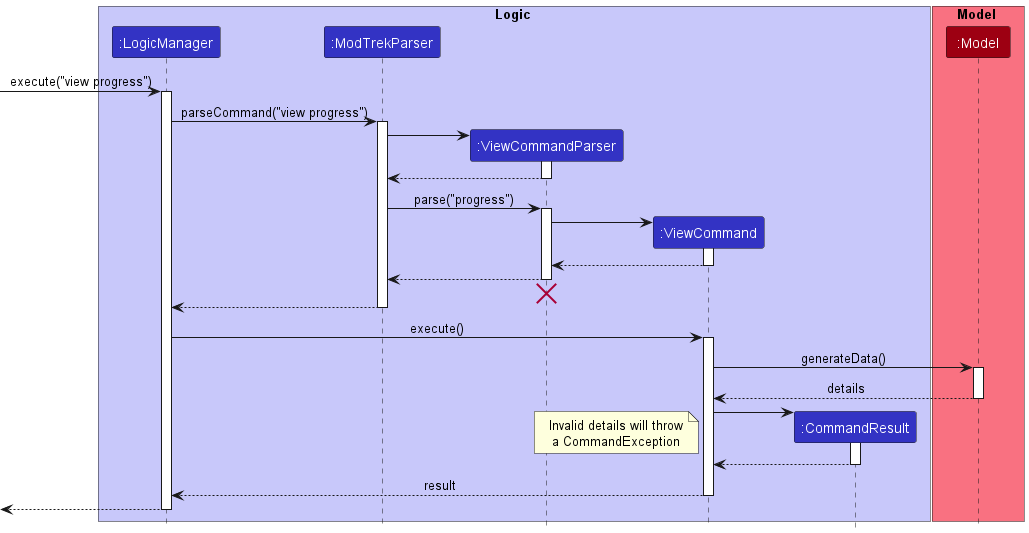 Logic
Model
:LogicManager
:ModTrekParser
:Model
execute("view progress")
parseCommand("view progress")
:ViewCommandParser
parse("progress")
:ViewCommand
execute()
generateData()
details
Invalid details will throw
a CommandException
:CommandResult
result